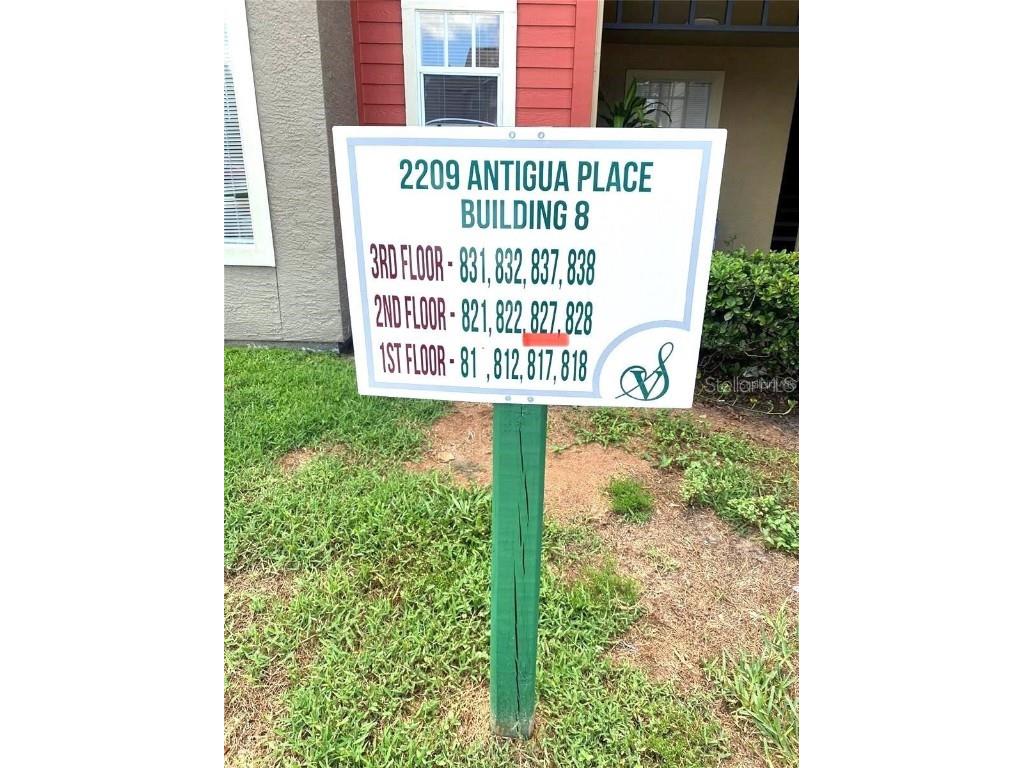 2209 ANTIGUA PLACE
BUILDING 8
3RD FLOOR - 831, 832, 837, 838
2ND FLOOR - 821, 822, 827, 828
1ST FLOOR - 81 , 812, 817, 818
VS
StellarMLS